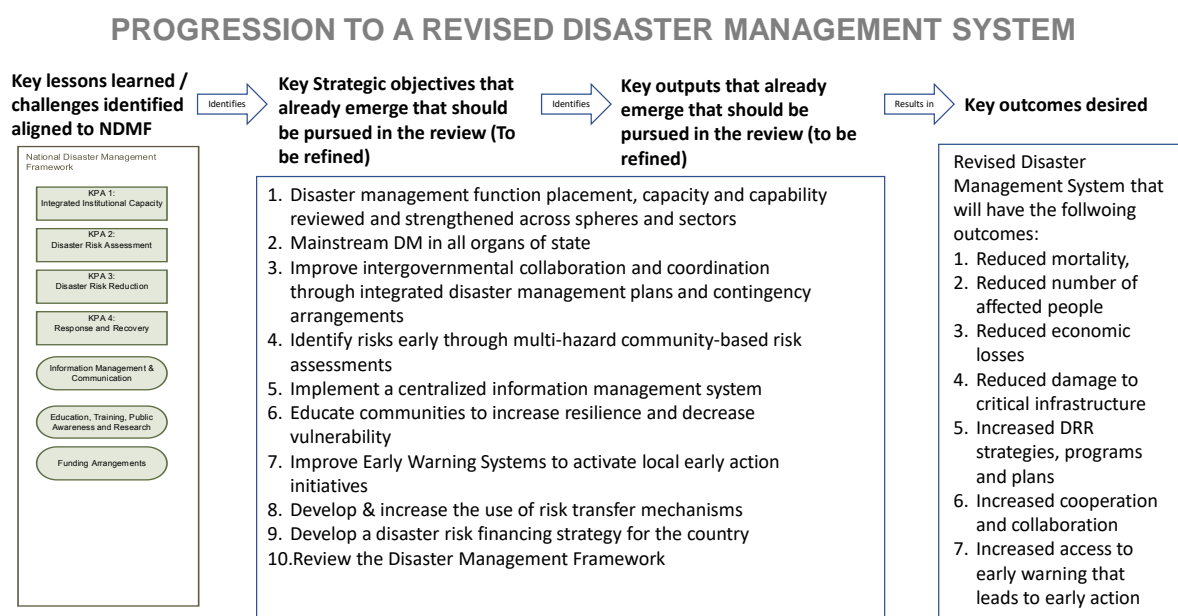 PROGRESSION TO A REVISED DISASTER MANAGEMENT SYSTEM
Key lessons learned /
challenges identified
aligned to NDMF
Identifies
Key Strategic objectives that
already emerge that should
be pursued in the review (To
be refined)
Identifies
Key outputs that already
emerge that should be
pursued in the review (to be
refined)
Results in
Key outcomes desired
National Disaster Management
Framework
KPA 1:
Integrated Institutional Capacity
KPA 2:
Disaster Risk Assessment
KPA 3:
Disaster Risk Reduction
KPA 4:
Response and Recovery
Information Management &
Communication
Education, Training, Public
Awareness and Research
Funding Arrangements
1. Disaster management function placement, capacity and capability
reviewed and strengthened across spheres and sectors
2. Mainstream DM in all organs of state
3. Improve intergovernmental collaboration and coordination
through integrated disaster management plans and contingency
arrangements
4. Identify risks early through multi-hazard community-based risk
assessments
5. Implement a centralized information management system
6. Educate communities to increase resilience and decrease
vulnerability
7. Improve Early Warning Systems to activate local early action
initiatives
8. Develop & increase the use of risk transfer mechanisms
9. Develop a disaster risk financing strategy for the country
10.Review the Disaster Management Framework
Revised Disaster
Management System that
will have the follwoing
outcomes:
1. Reduced mortality,
2. Reduced number of
affected people
3. Reduced economic
losses
4. Reduced damage to
critical infrastructure
5. Increased DRR
strategies, programs
and plans
6. Increased cooperation
and collaboration
7. Increased access to
early warning that
leads to early action